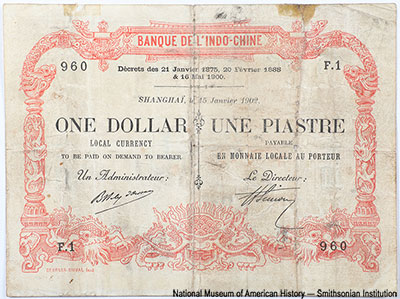 BANQUE DE L'INDO-CHINE
960 F.1
Décrets des 21 Janvier 1875, 20 Février 1888
& 16 Mai 1900.
SHANGHAI, le 15 Janvier 1902.
ONE DOLLAR UNE PIASTRE
LOCAL CURRENCY PAYABLE
TO BE PAID ON DEMAND TO BEARER. EN MONNAIE LOCALE AU PORTEUR
Un Administrateur: Le Directeur:
F.1 960
National Museum of American History — Smithsonian Institution